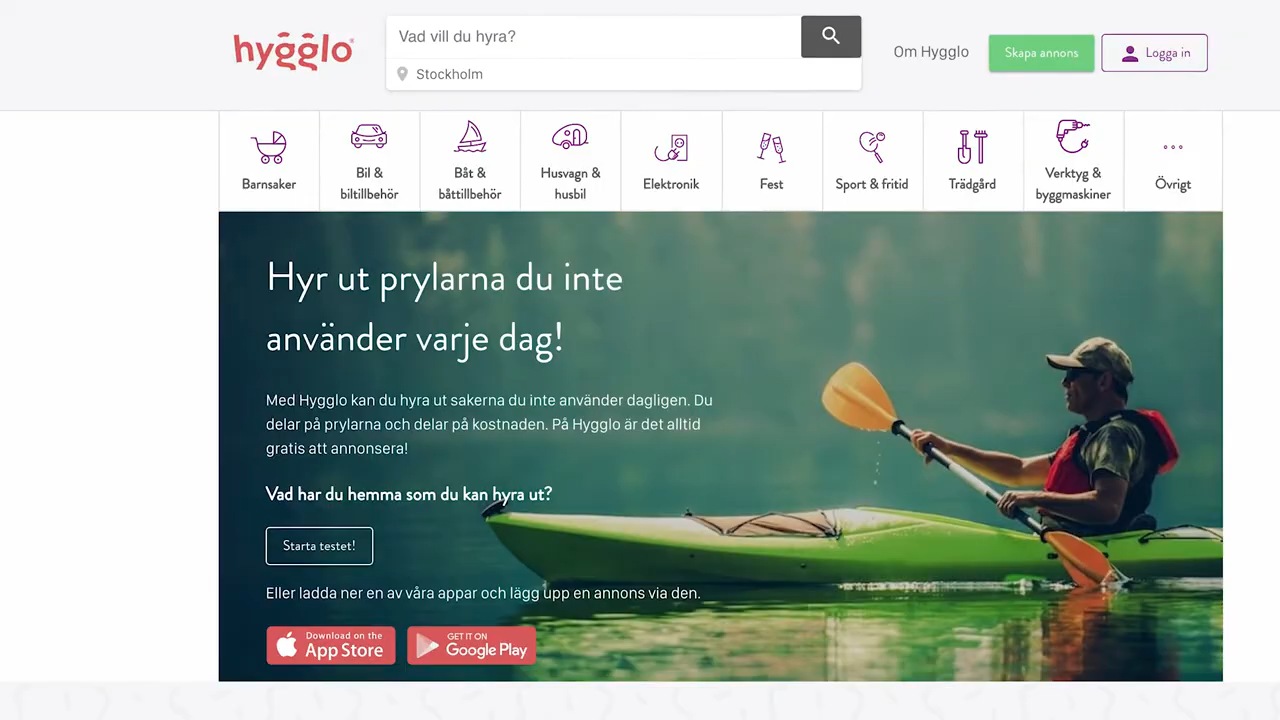 hygglo
Vad vill du hyra?
Stockholm
Om Hygglo
Skapa annons
Logga in
Barnsaker
Bil &
biltillbehör
Båt &
båttillbehör
Husvagn &
husbil
Elektronik
Fest
Sport & fritid
Trädgård
Verktyg &
byggmaskiner
Övrigt
Hyr ut prylarna du inte
använder varje dag!
Med Hygglo kan du hyra ut sakerna du inte använder dagligen. Du
delar på prylarna och delar på kostnaden. På Hygglo är det alltid
gratis att annonsera!
Vad har du hemma som du kan hyra ut?
Starta testet!
Eller ladda ner en av våra appar och lägg upp en annons via den.
Download on the
App Store
GET IT ON
Google Play